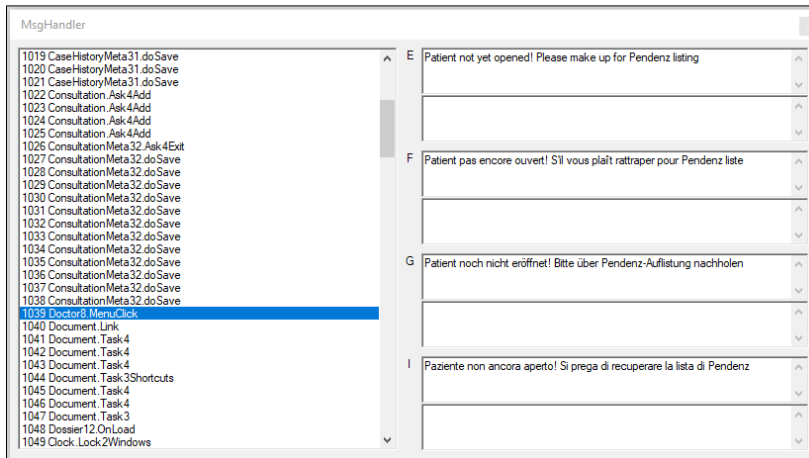 MsgHandler
1019 CaseHistoryMeta31.doSave
1020 CaseHistoryMeta31.doSave
1021 CaseHistoryMeta31.doSave
1022 Consultation.Ask4Add
1023 Consultation.Ask4Add
1024 Consultation.Ask4Add
1025 Consultation.Ask4Add
1026 ConsultationMeta32.Ask4Exit
1027 ConsultationMeta32.doSave
1028 ConsultationMeta32.doSave
1029 ConsultationMeta32.doSave
1030 ConsultationMeta32.doSave
1031 ConsultationMeta32.doSave
1032 ConsultationMeta32.doSave
1033 ConsultationMeta32.doSave
1034 ConsultationMeta32.doSave
1035 ConsultationMeta32.doSave
1036 ConsultationMeta32.doSave
1037 ConsultationMeta32.doSave
1038 ConsultationMeta32.doSave
1039 Doctor8.MenuClick
1040 Document.Link
1041 Document.Task4
1042 Document.Task4
1043 Document.Task4
1044 Document.Task3Shortcuts
1045 Document.Task4
1046 Document.Task4
1047 Document.Task3
1048 Dossier12.OnLoad
1049 Clock.Lock2Windows
E Patient not yet opened! Please make up for Pendenz listing
F Patient pas encore ouvert! S'il vous plaît rattraper pour Pendenz liste
G Patient noch nicht eröffnet! Bitte über Pendenz-Auflistung nachholen
I Paziente non ancora aperto! Si prega di recuperare la lista di Pendenz